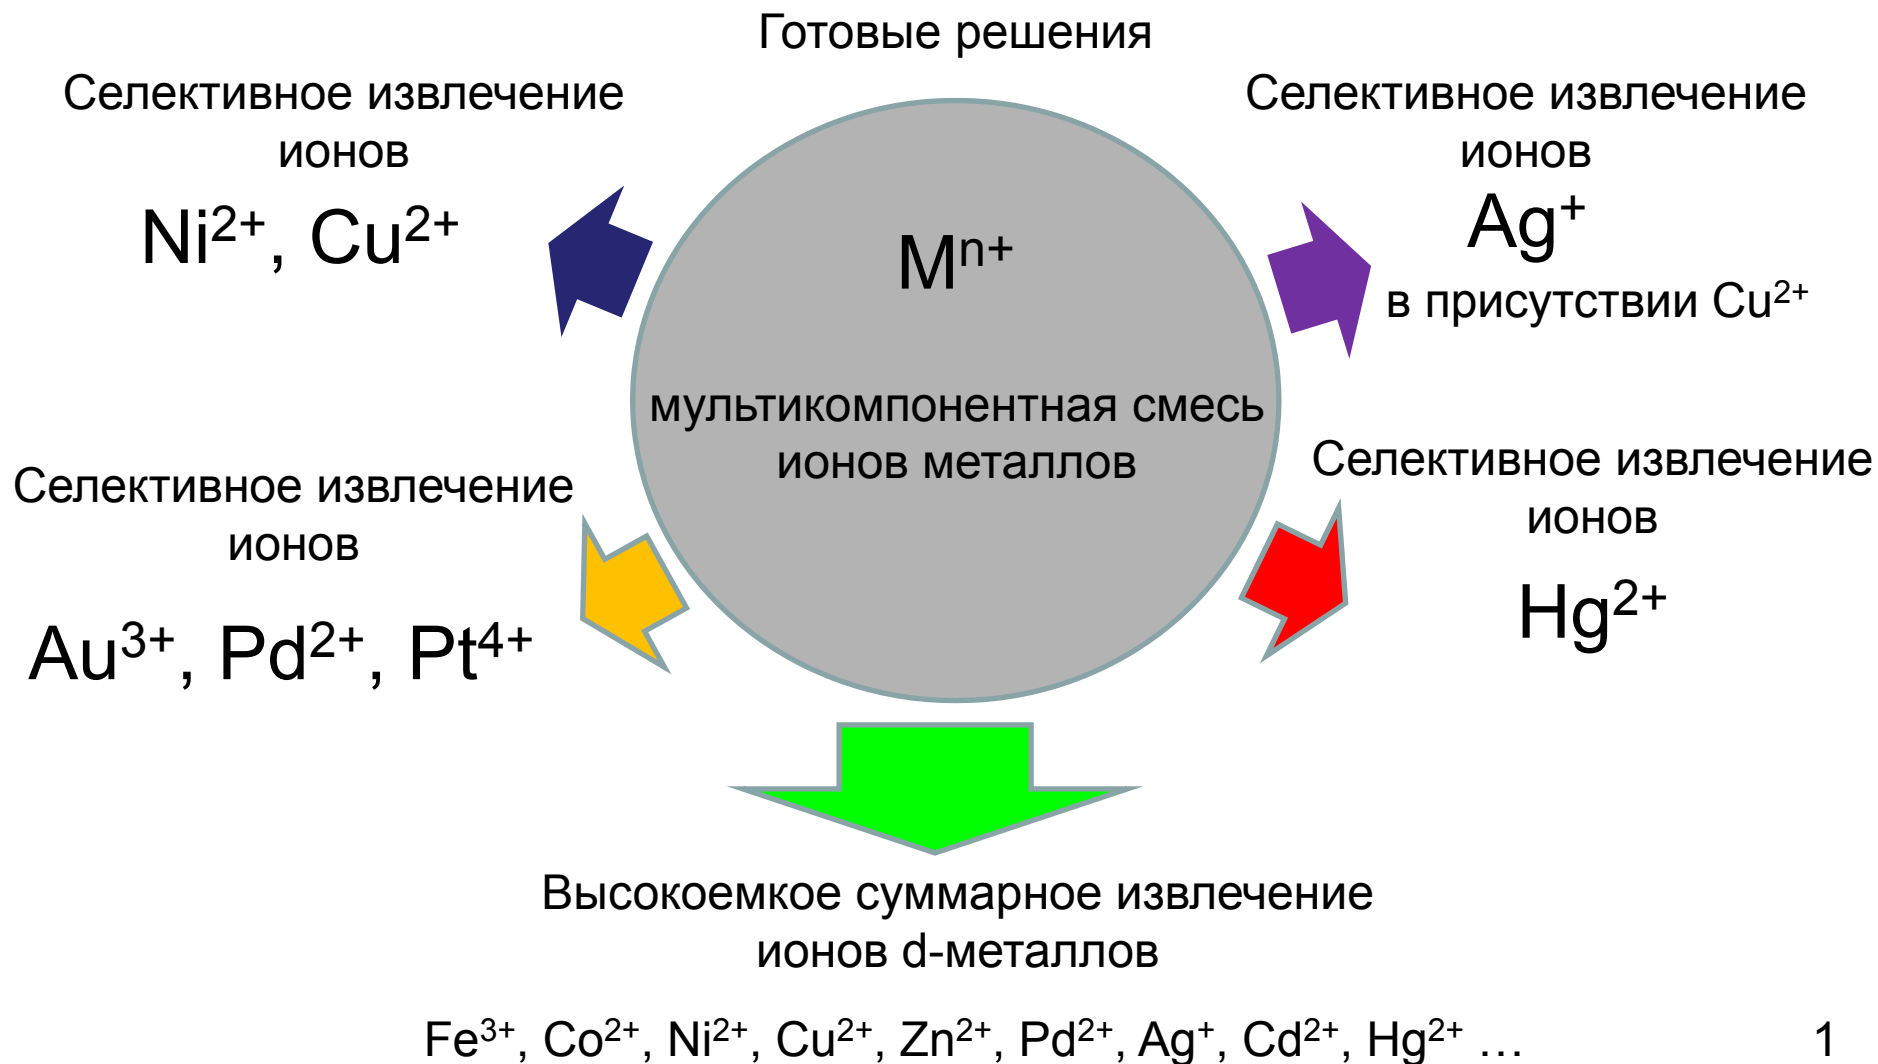 Готовые решения
Селективное извлечение
ионов
Ni²⁺, Cu²⁺
Селективное извлечение
ионов
Ag⁺
в присутствии Cu²⁺
Mⁿ⁺
мультикомпонентная смесь
ионов металлов
Селективное извлечение
ионов
Au³⁺, Pd²⁺, Pt⁴⁺
Селективное извлечение
ионов
Hg²⁺
Высокоемкое суммарное извлечение
ионов d-металлов
Fe³⁺, Co²⁺, Ni²⁺, Cu²⁺, Zn²⁺, Pd²⁺, Ag⁺, Cd²⁺, Hg²⁺ …
1